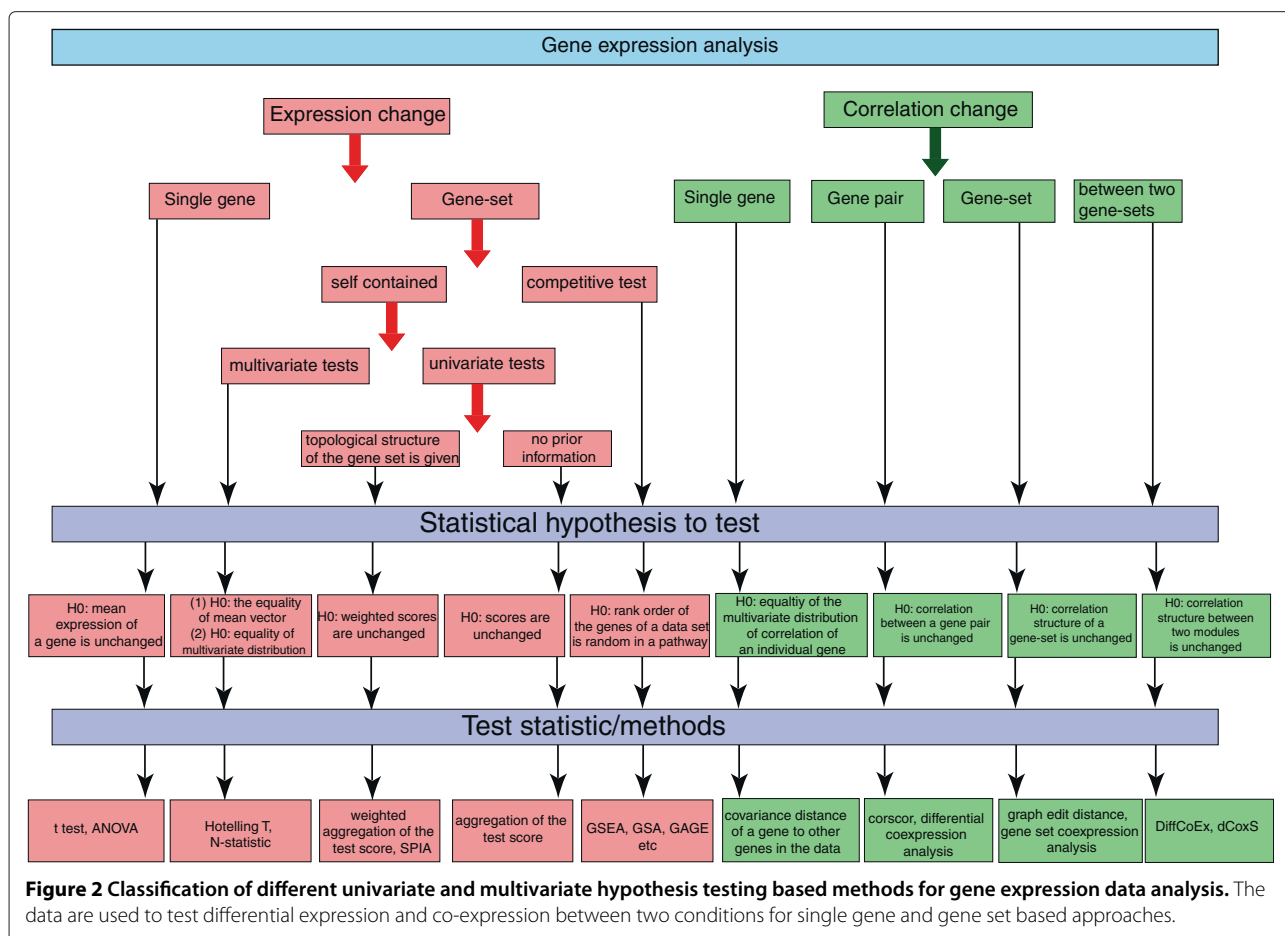 Gene expression analysis
Expression change
Correlation change
Single gene
Gene-set
Single gene
Gene pair
Gene-set
between two
gene-sets
self contained
competitive test
multivariate tests
univariate tests
topological structure
of the gene set is given
no prior
information
Statistical hypothesis to test
H0: mean
expression of
a gene is unchanged
(1) H0: the equality
of mean vector
(2) H0: equality of
multivariate distribution
H0: weighted scores
are unchanged
H0: scores are
unchanged
H0: rank order of
the genes of a data set
is random in a pathway
H0: equaltiy of the
multivariate distribution
of correlation of
an individual gene
H0: correlation
between a gene pair
is unchanged
H0: correlation
structure of a
gene-set is unchanged
H0: correlation
structure between
two modules
is unchanged
Test statistic/methods
t test, ANOVA
Hotelling T,
N-statistic
weighted
aggregation of the
test score, SPIA
aggregation of the
test score
GSEA, GSA, GAGE
etc
covariance distance
of a gene to other
genes in the data
corscor, differential
coexpression
analysis
graph edit distance,
gene set coexpression
analysis
DiffCoEx, dCoxS
Figure 2 Classification of different univariate and multivariate hypothesis testing based methods for gene expression data analysis. The
data are used to test differential expression and co-expression between two conditions for single gene and gene set based approaches.